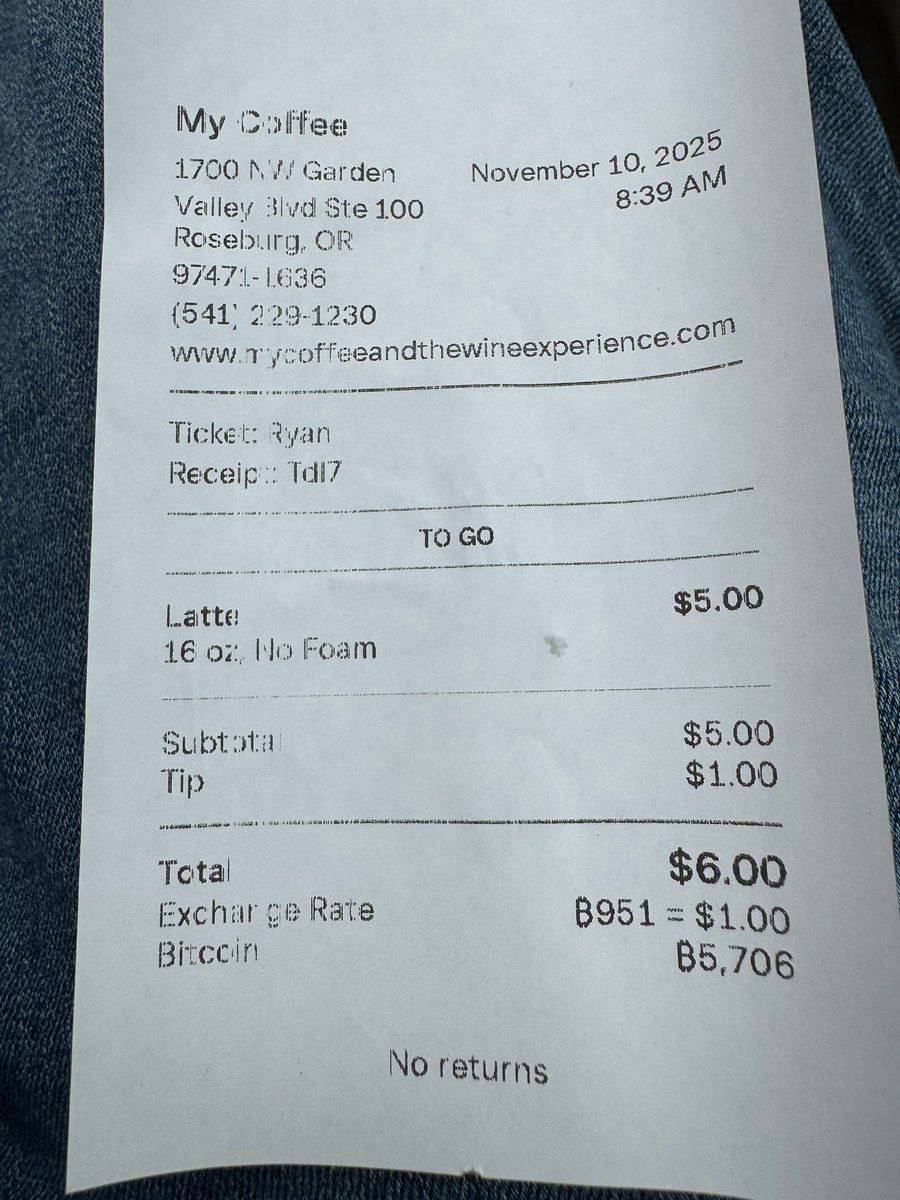 My Coffee
1700 NW Garden
Valley Blvd Ste 100
Roseburg, OR
97471-1636
(541) 229-1230
www.mycoffeeandthewineexperience.com
November 10, 2025
8:39 AM
Ticket: Ryan
Receipt: TdI7
TO GO
Latte $5.00
16 oz, No Foam
Subtotal $5.00
Tip $1.00
Total $6.00
Exchange Rate ₿951 = $1.00
Bitcoin ₿5,706
No returns